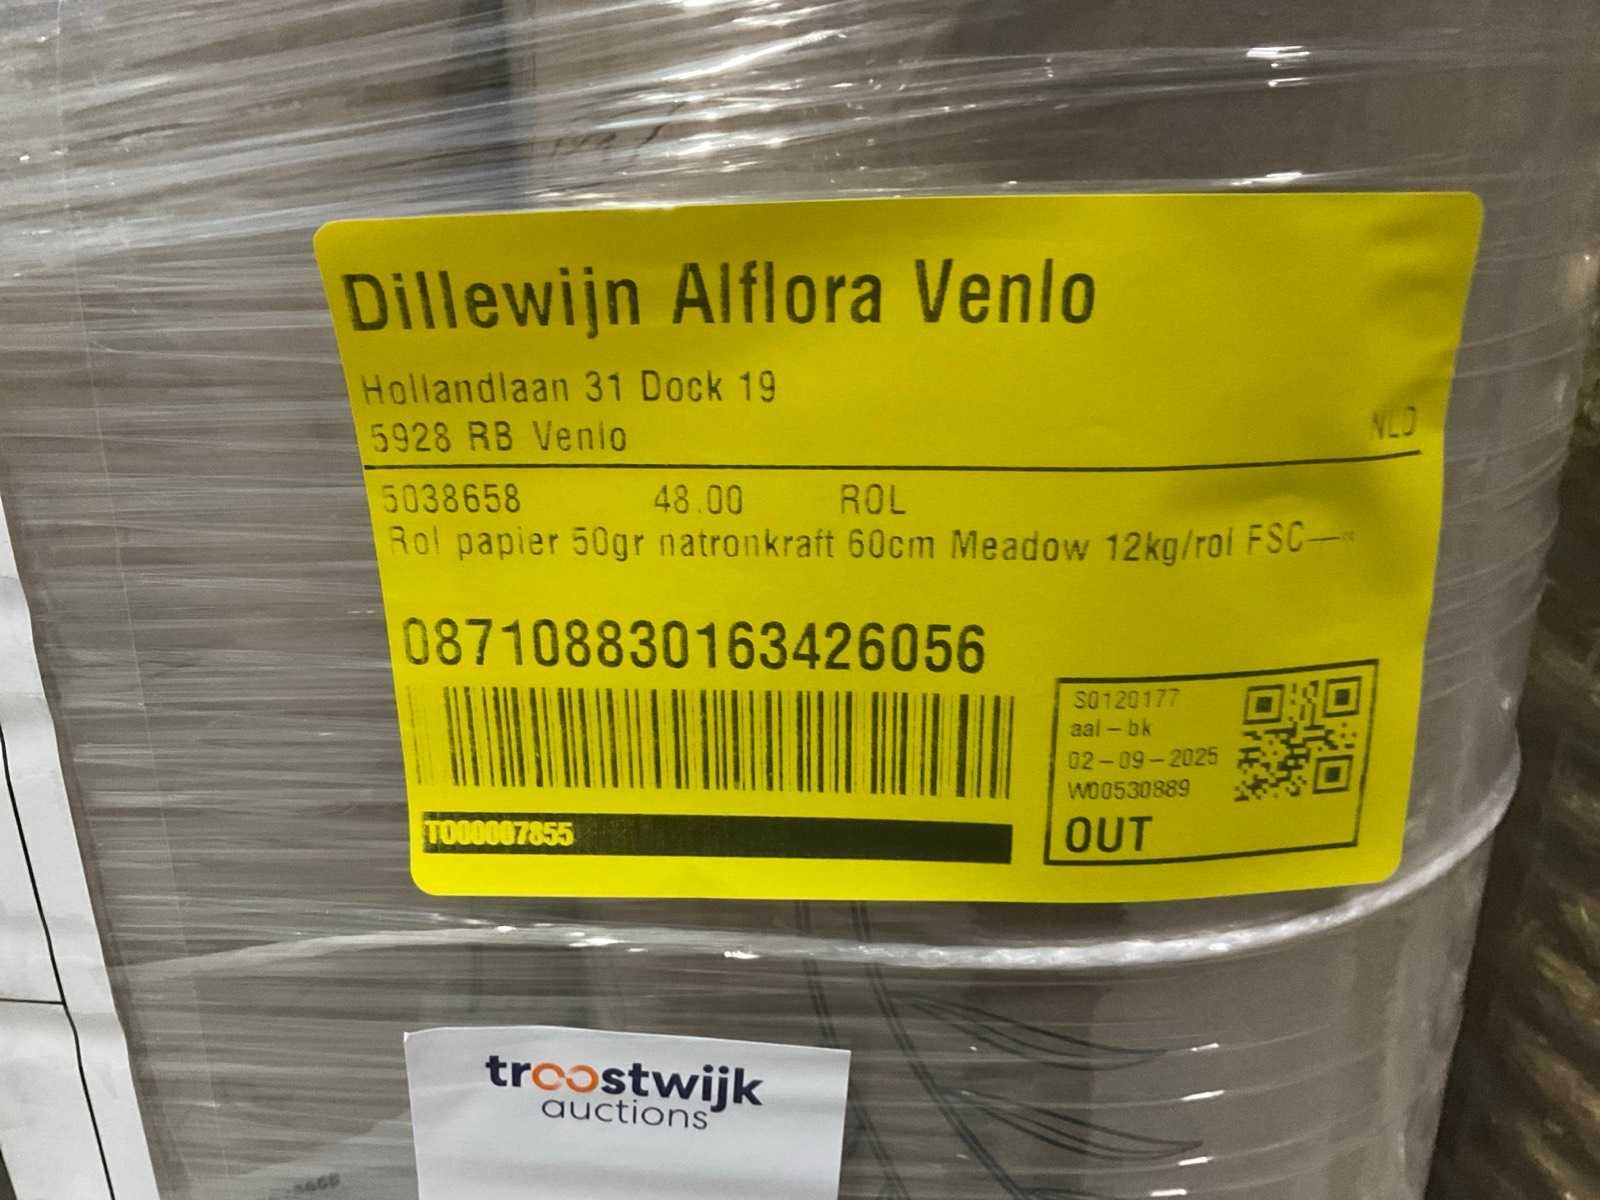 Dillewijn Alflora Venlo
Hollandlaan 31 Dock 19
5928 RB Venlo
NLD
5038658 48.00 ROL
Rol papier 50gr natronkraft 60cm Meadow 12kg/rol FSC
087108830163426056
TO00007855
S0120177
aal-bk
02-09-2025
W00530889
OUT
troostwijk
auctions